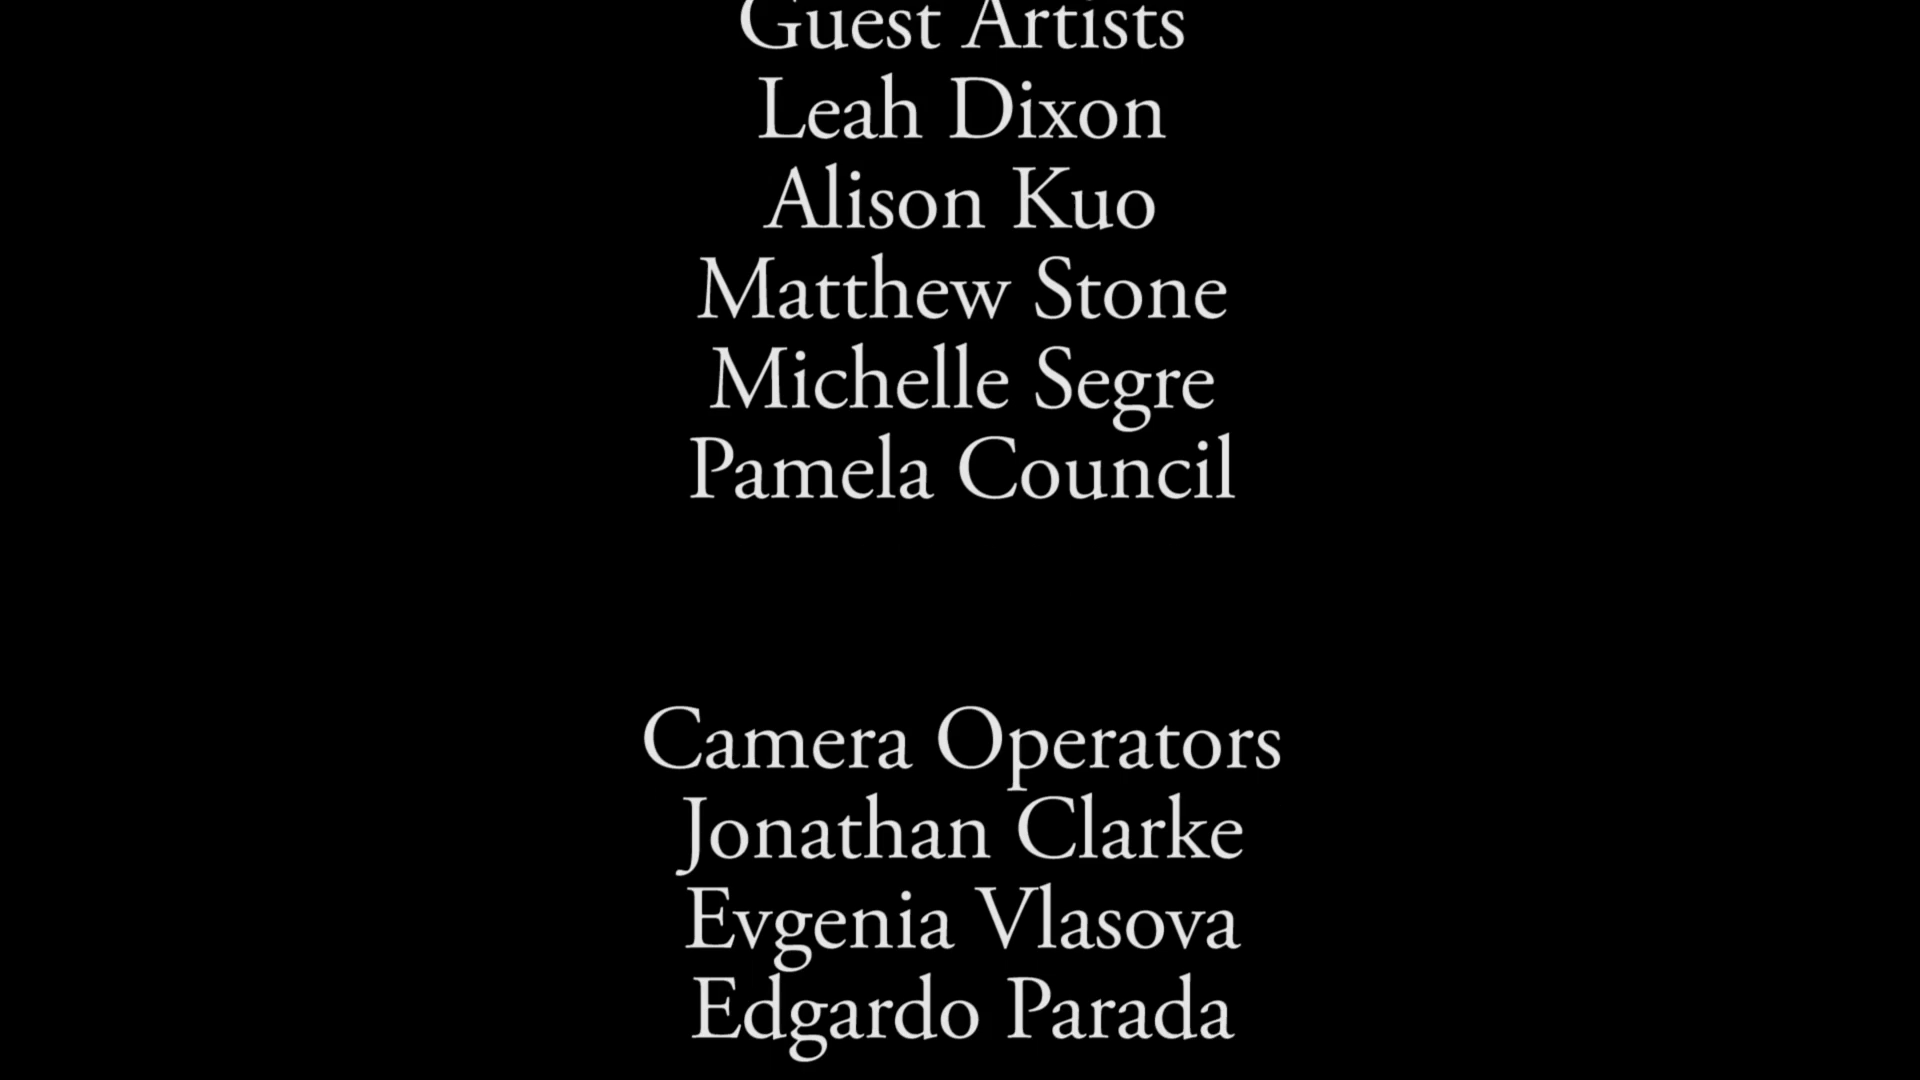 Guest Artists
Leah Dixon
Alison Kuo
Matthew Stone
Michelle Segre
Pamela Council
Camera Operators
Jonathan Clarke
Evgenia Vlasova
Edgardo Parada